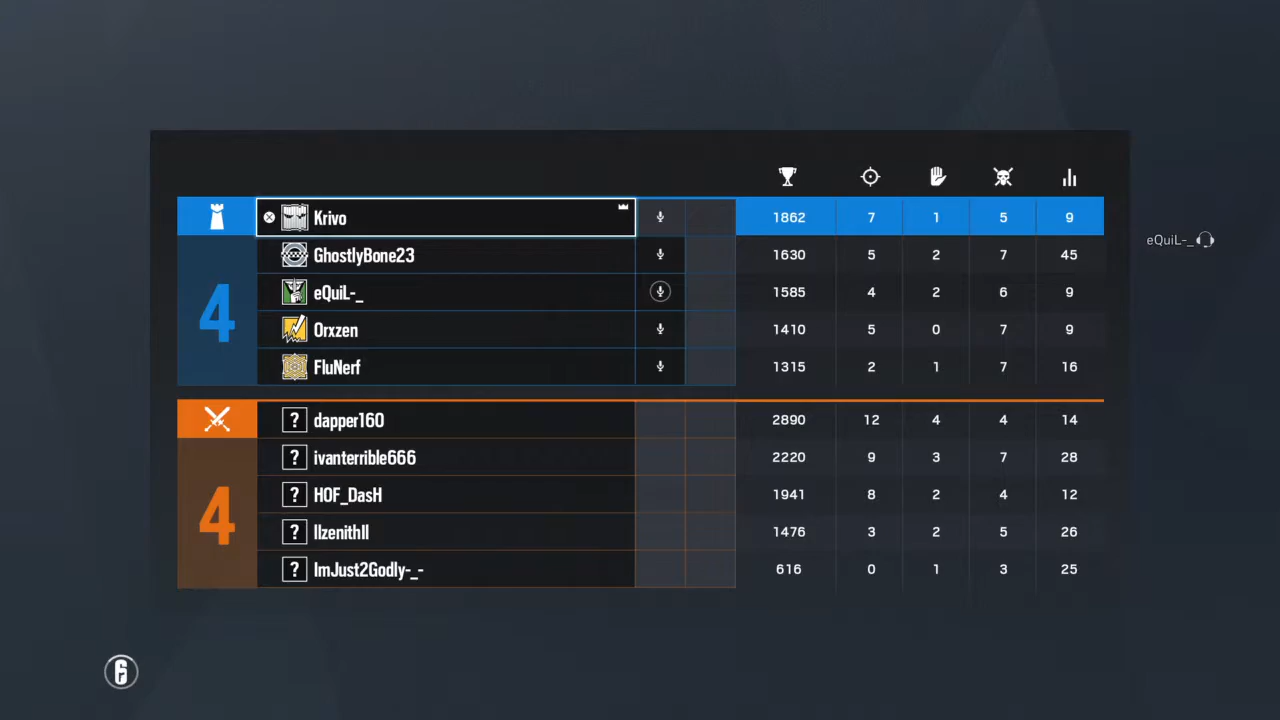 Krivo 1862 7 1 5 9
GhostlyBone23 1630 5 2 7 45
eQuiL-_
eQuiL-_ 1585 4 2 6 9
Orxzen 1410 5 0 7 9
FluNerf 1315 2 1 7 16
4
dapper160 2890 12 4 4 14
ivanterrible666 2220 9 3 7 28
HOF_DasH 1941 8 2 4 12
IIzenithII 1476 3 2 5 26
ImJust2Godly-_- 616 0 1 3 25
4
? 
?
?
?
?
6